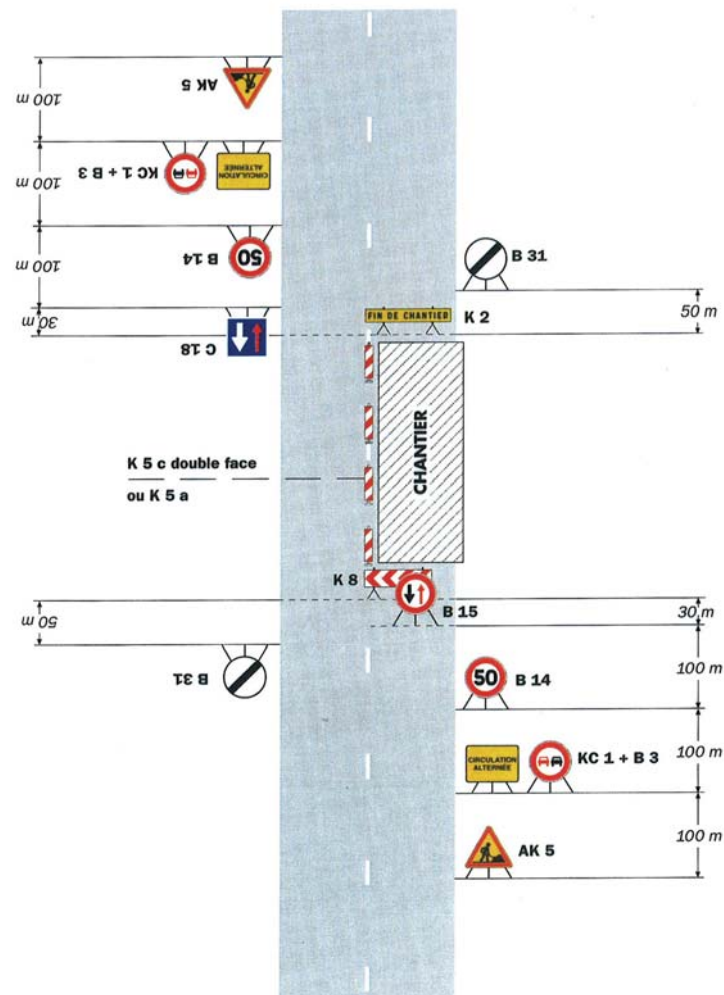 100 m
AK 5
100 m
KC 1 + B 3
CIRCULATION
ALTERNÉE
100 m
B 14
50
B 31
30 m
C 18
FIN DE CHANTIER
K 2
50 m
CHANTIER
K 5 c double face
ou K 5 a
K 8
B 15
50 m
30 m
B 31
50
B 14
100 m
CIRCULATION
ALTERNÉE
KC 1 + B 3
100 m
AK 5
100 m